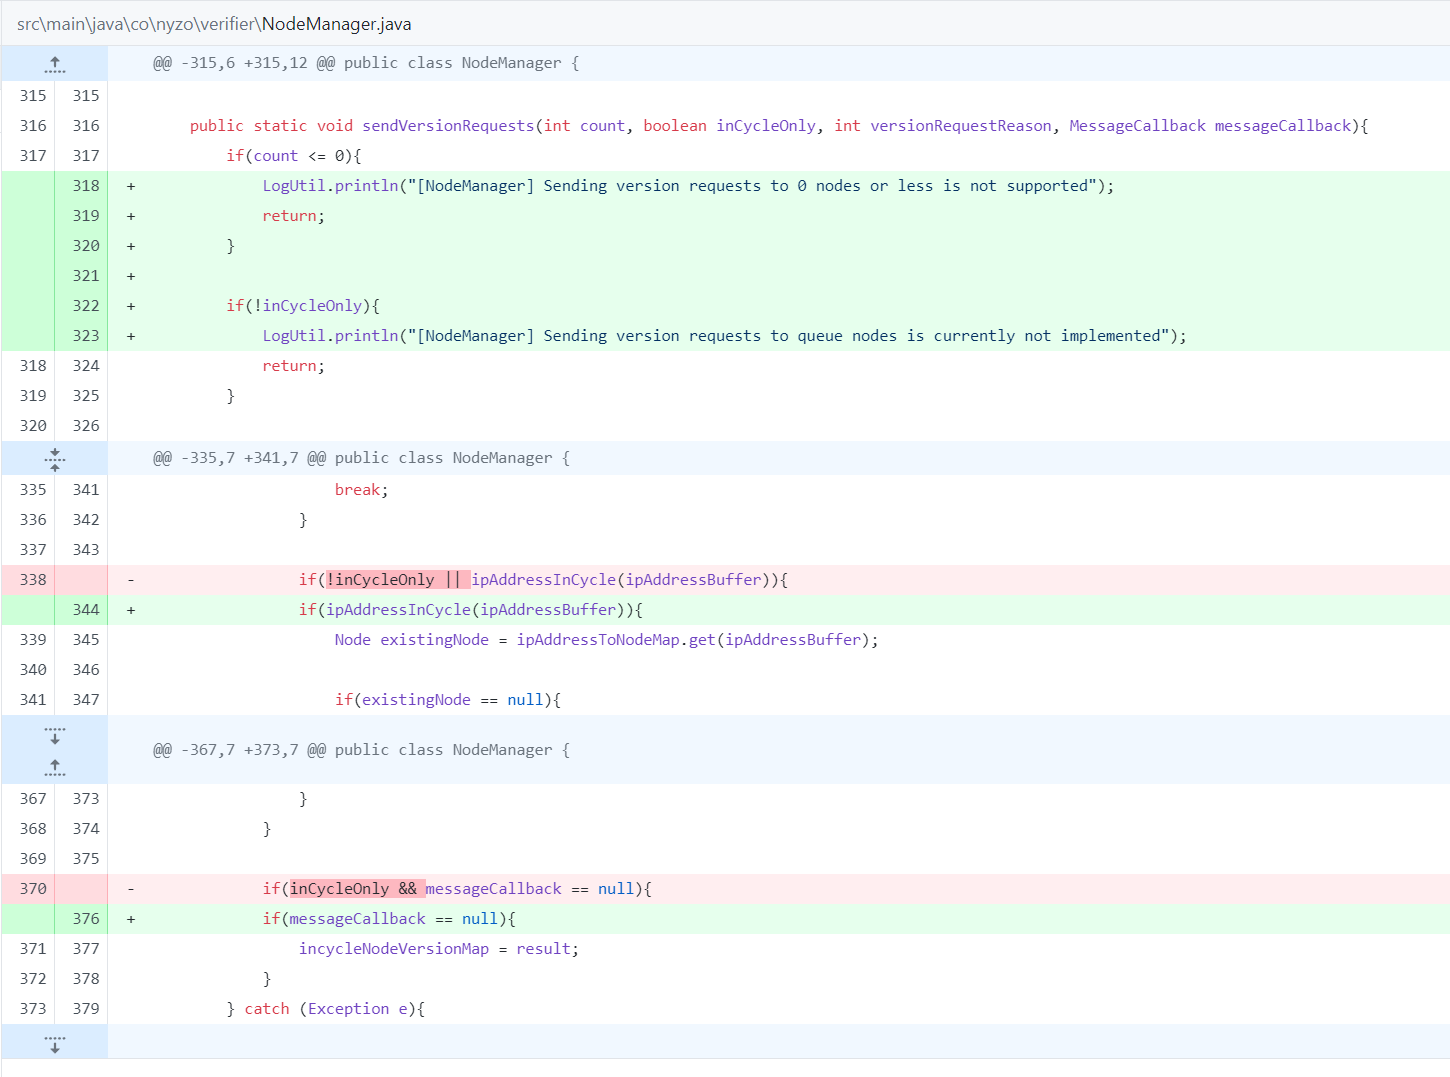 src\main\java\co\nyzo\verifier\NodeManager.java
@@ -315,6 +315,12 @@ public class NodeManager {
315 315
316 316 public static void sendVersionRequests(int count, boolean inCycleOnly, int versionRequestReason, MessageCallback messageCallback){
317 317 if(count <= 0){
318 + LogUtil.println("[NodeManager] Sending version requests to 0 nodes or less is not supported");
319 + return;
320 + }
321 +
322 + if(!inCycleOnly){
323 + LogUtil.println("[NodeManager] Sending version requests to queue nodes is currently not implemented");
318 324 return;
319 325 }
320 326
@@ -335,7 +341,7 @@ public class NodeManager {
335 341 break;
336 342 }
337 343
338 - if(!inCycleOnly || ipAddressInCycle(ipAddressBuffer)){
344 + if(ipAddressInCycle(ipAddressBuffer)){
339 345 Node existingNode = ipAddressToNodeMap.get(ipAddressBuffer);
340 346
341 347 if(existingNode == null){
@@ -367,7 +373,7 @@ public class NodeManager {
367 373 }
368 374 }
369 375
370 - if(inCycleOnly && messageCallback == null){
376 + if(messageCallback == null){
371 377 incycleNodeVersionMap = result;
372 378 }
373 379 } catch (Exception e){